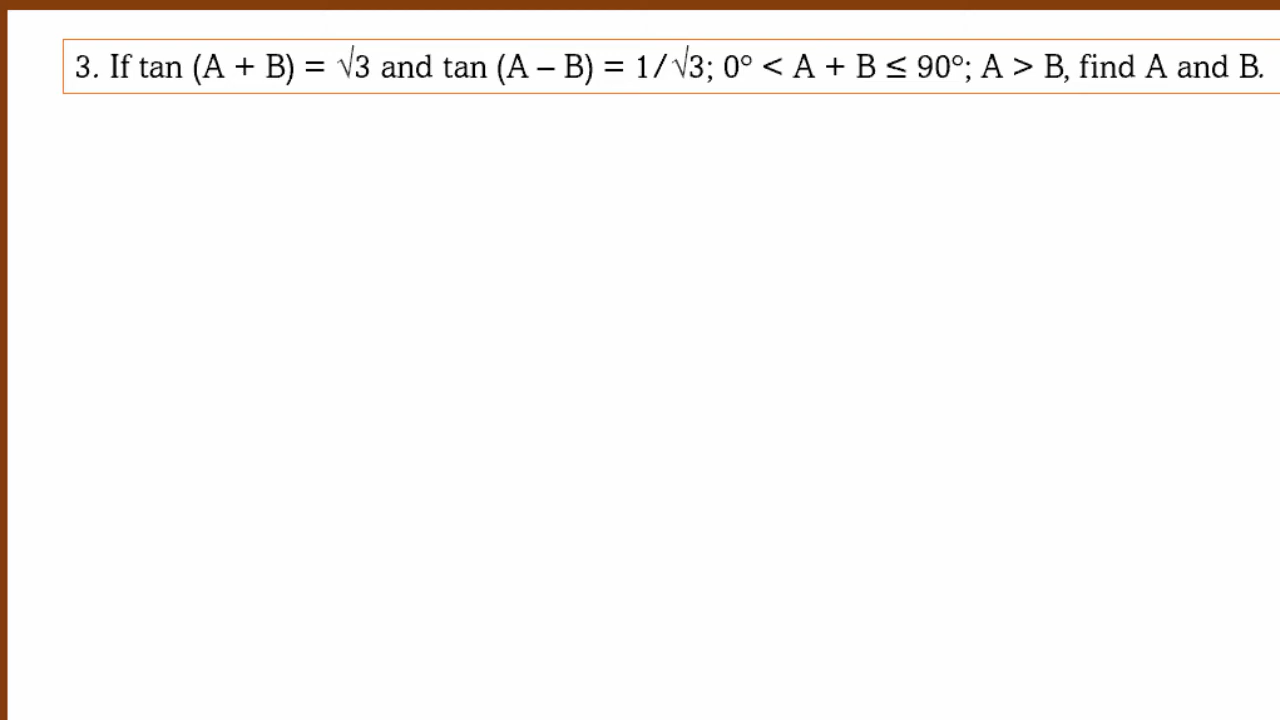 3. If tan (A + B) = √3 and tan (A – B) = 1/√3; 0° < A + B ≤ 90°; A > B, find A and B.